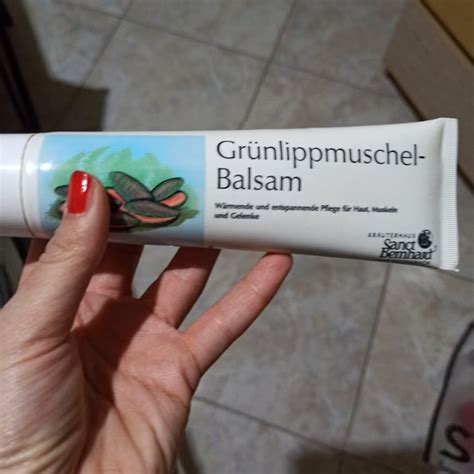 Grünlippmuschel-
Balsam
Wärmende und entspannende Pflege für Haut, Muskeln
und Gelenke
KRÄUTERHAUS
Sanct
Bernhard
S